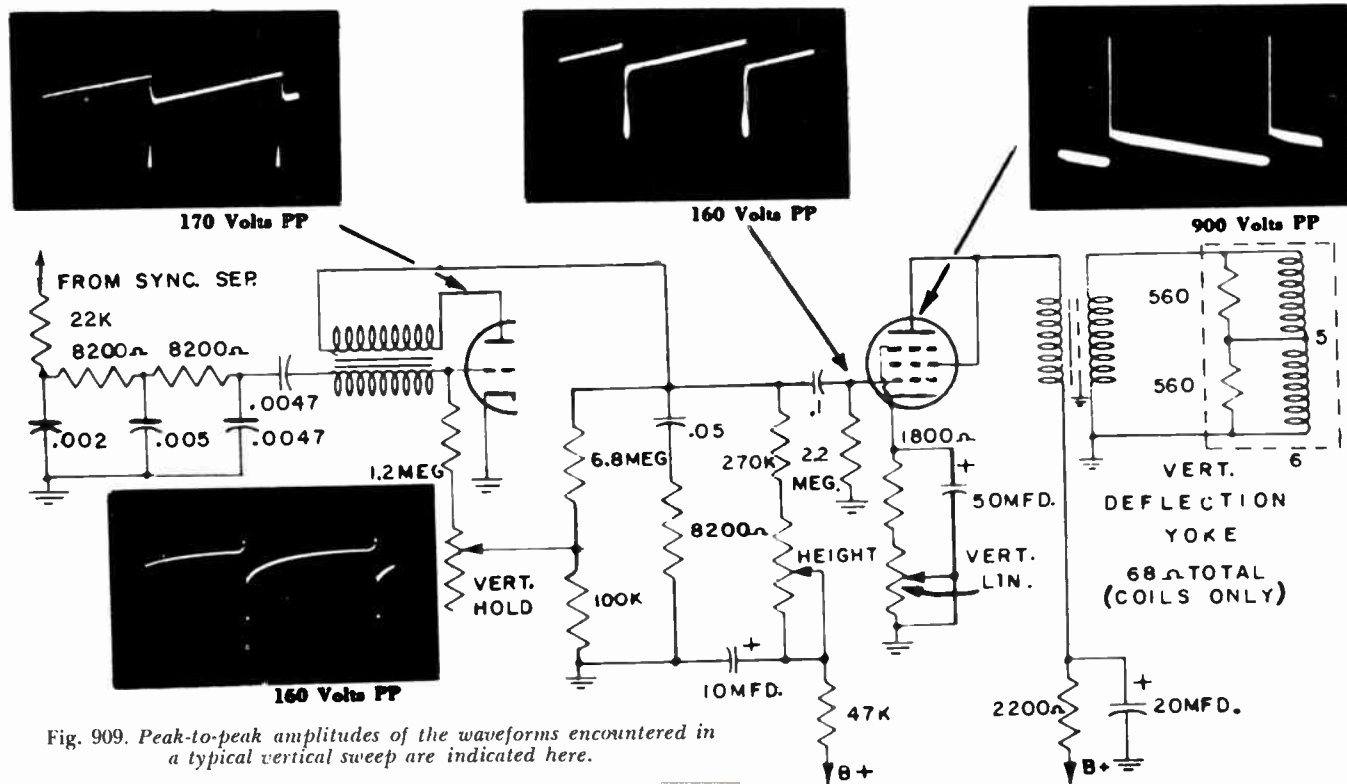 170 Volts PP
160 Volts PP
900 Volts PP
FROM SYNC. SEP.
22K
8200Ω 8200Ω
.0047
.002
.005
.0047
1.2MEG
VERT.
HOLD
6.8MEG
100K
.05
8200Ω
270K
2.2
MEG.
.1
HEIGHT
10MFD.
47K
B+
1800Ω
50MFD.
VERT.
LIN.
2200Ω
20MFD.
B+
560
560
5
6
VERT.
DEFLECTION
YOKE
68Ω TOTAL
(COILS ONLY)
160 Volts PP
Fig. 909. Peak-to-peak amplitudes of the waveforms encountered in
a typical vertical sweep are indicated here.